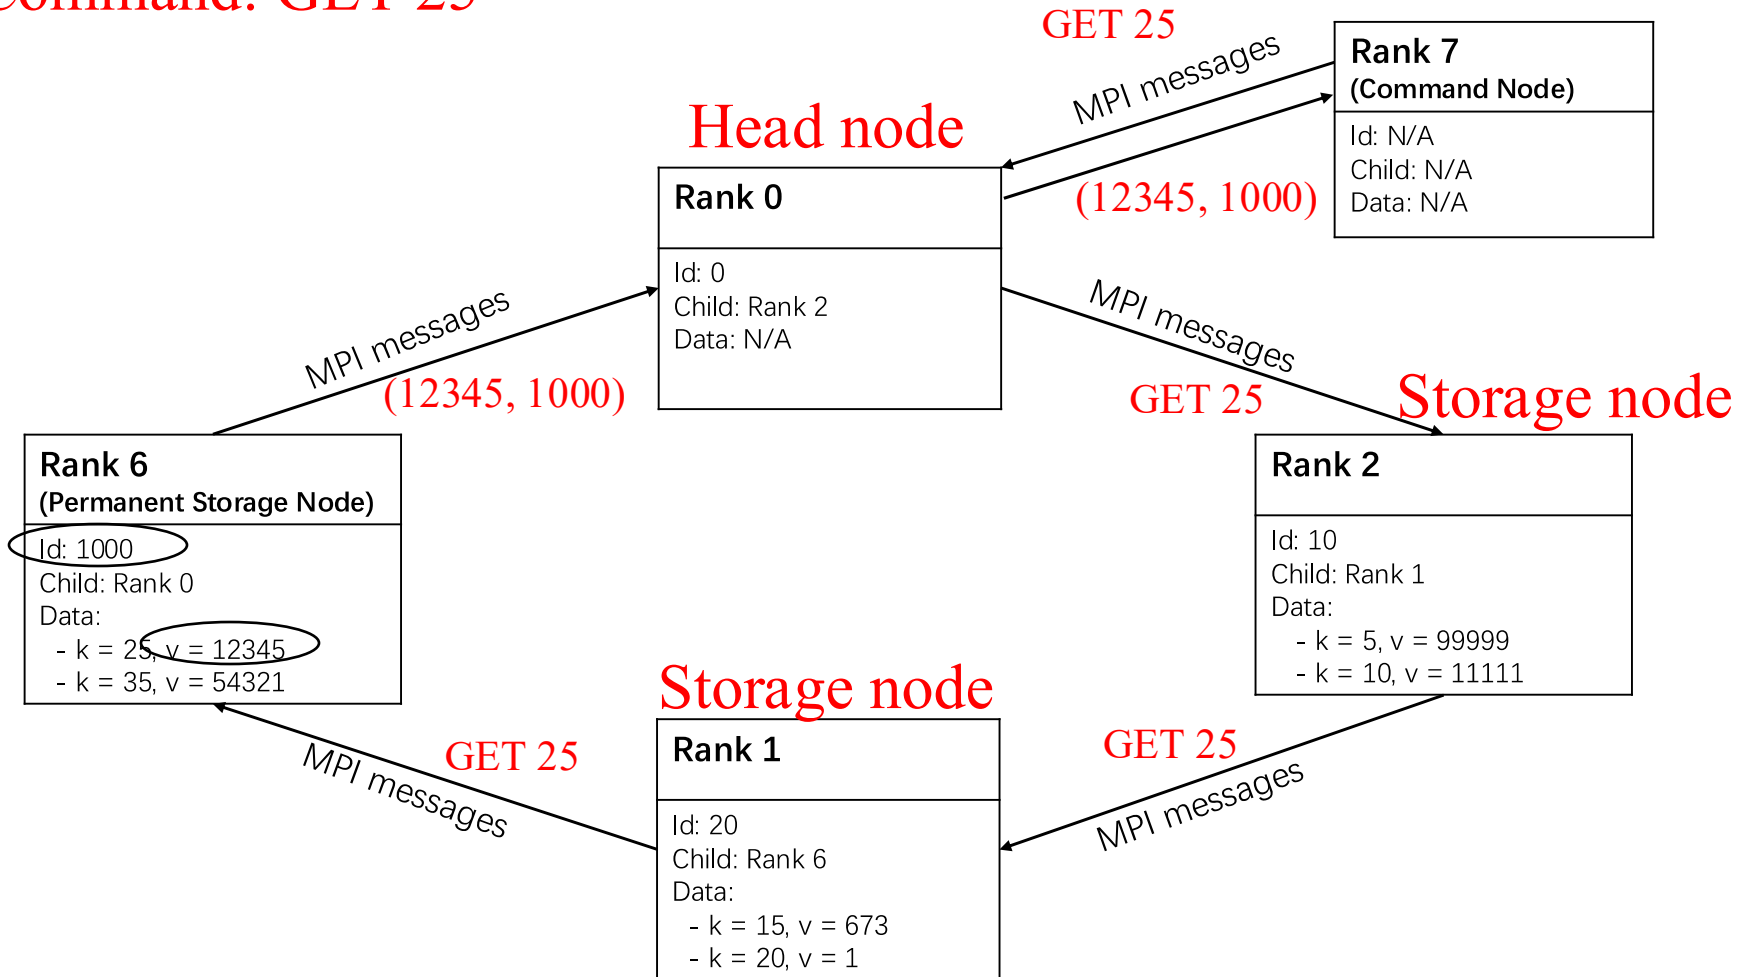 Command: GET 25
GET 25
MPI messages
Rank 7
(Command Node)
Id: N/A
Child: N/A
Data: N/A
(12345, 1000)
Head node
Rank 0
Id: 0
Child: Rank 2
Data: N/A
MPI messages
(12345, 1000)
MPI messages
GET 25
Storage node
Rank 6
(Permanent Storage Node)
Id: 1000
Child: Rank 0
Data:
- k = 25, v = 12345
- k = 35, v = 54321
Rank 2
Id: 10
Child: Rank 1
Data:
- k = 5, v = 99999
- k = 10, v = 11111
GET 25
MPI messages
Storage node
Rank 1
Id: 20
Child: Rank 6
Data:
- k = 15, v = 673
- k = 20, v = 1
GET 25
MPI messages